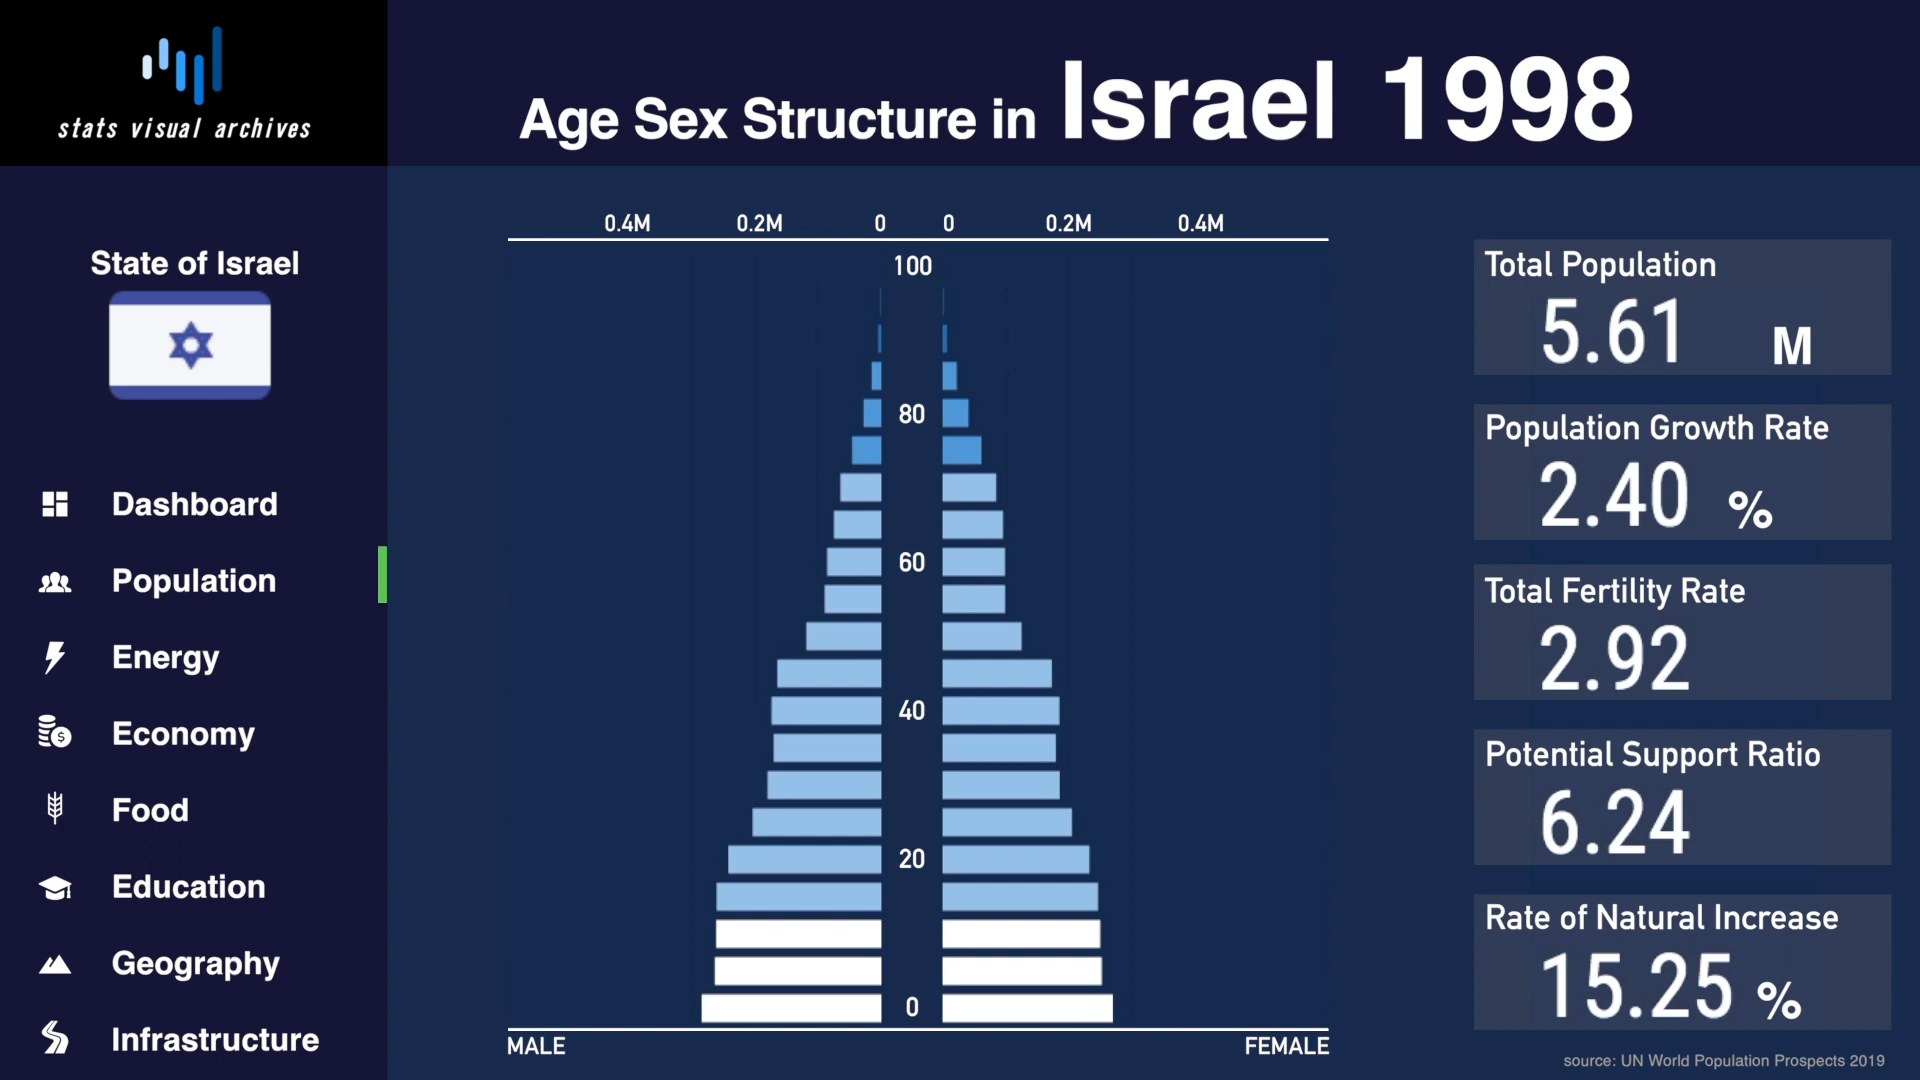 stats visual archives
Age Sex Structure in Israel 1998
State of Israel
Dashboard
Population
Energy
Economy
Food
Education
Geography
Infrastructure
0.4M 0.2M 0 0 0.2M 0.4M
100
80
60
40
20
0
MALE FEMALE
Total Population
5.61 M
Population Growth Rate
2.40 %
Total Fertility Rate
2.92
Potential Support Ratio
6.24
Rate of Natural Increase
15.25 %
source: UN World Population Prospects 2019